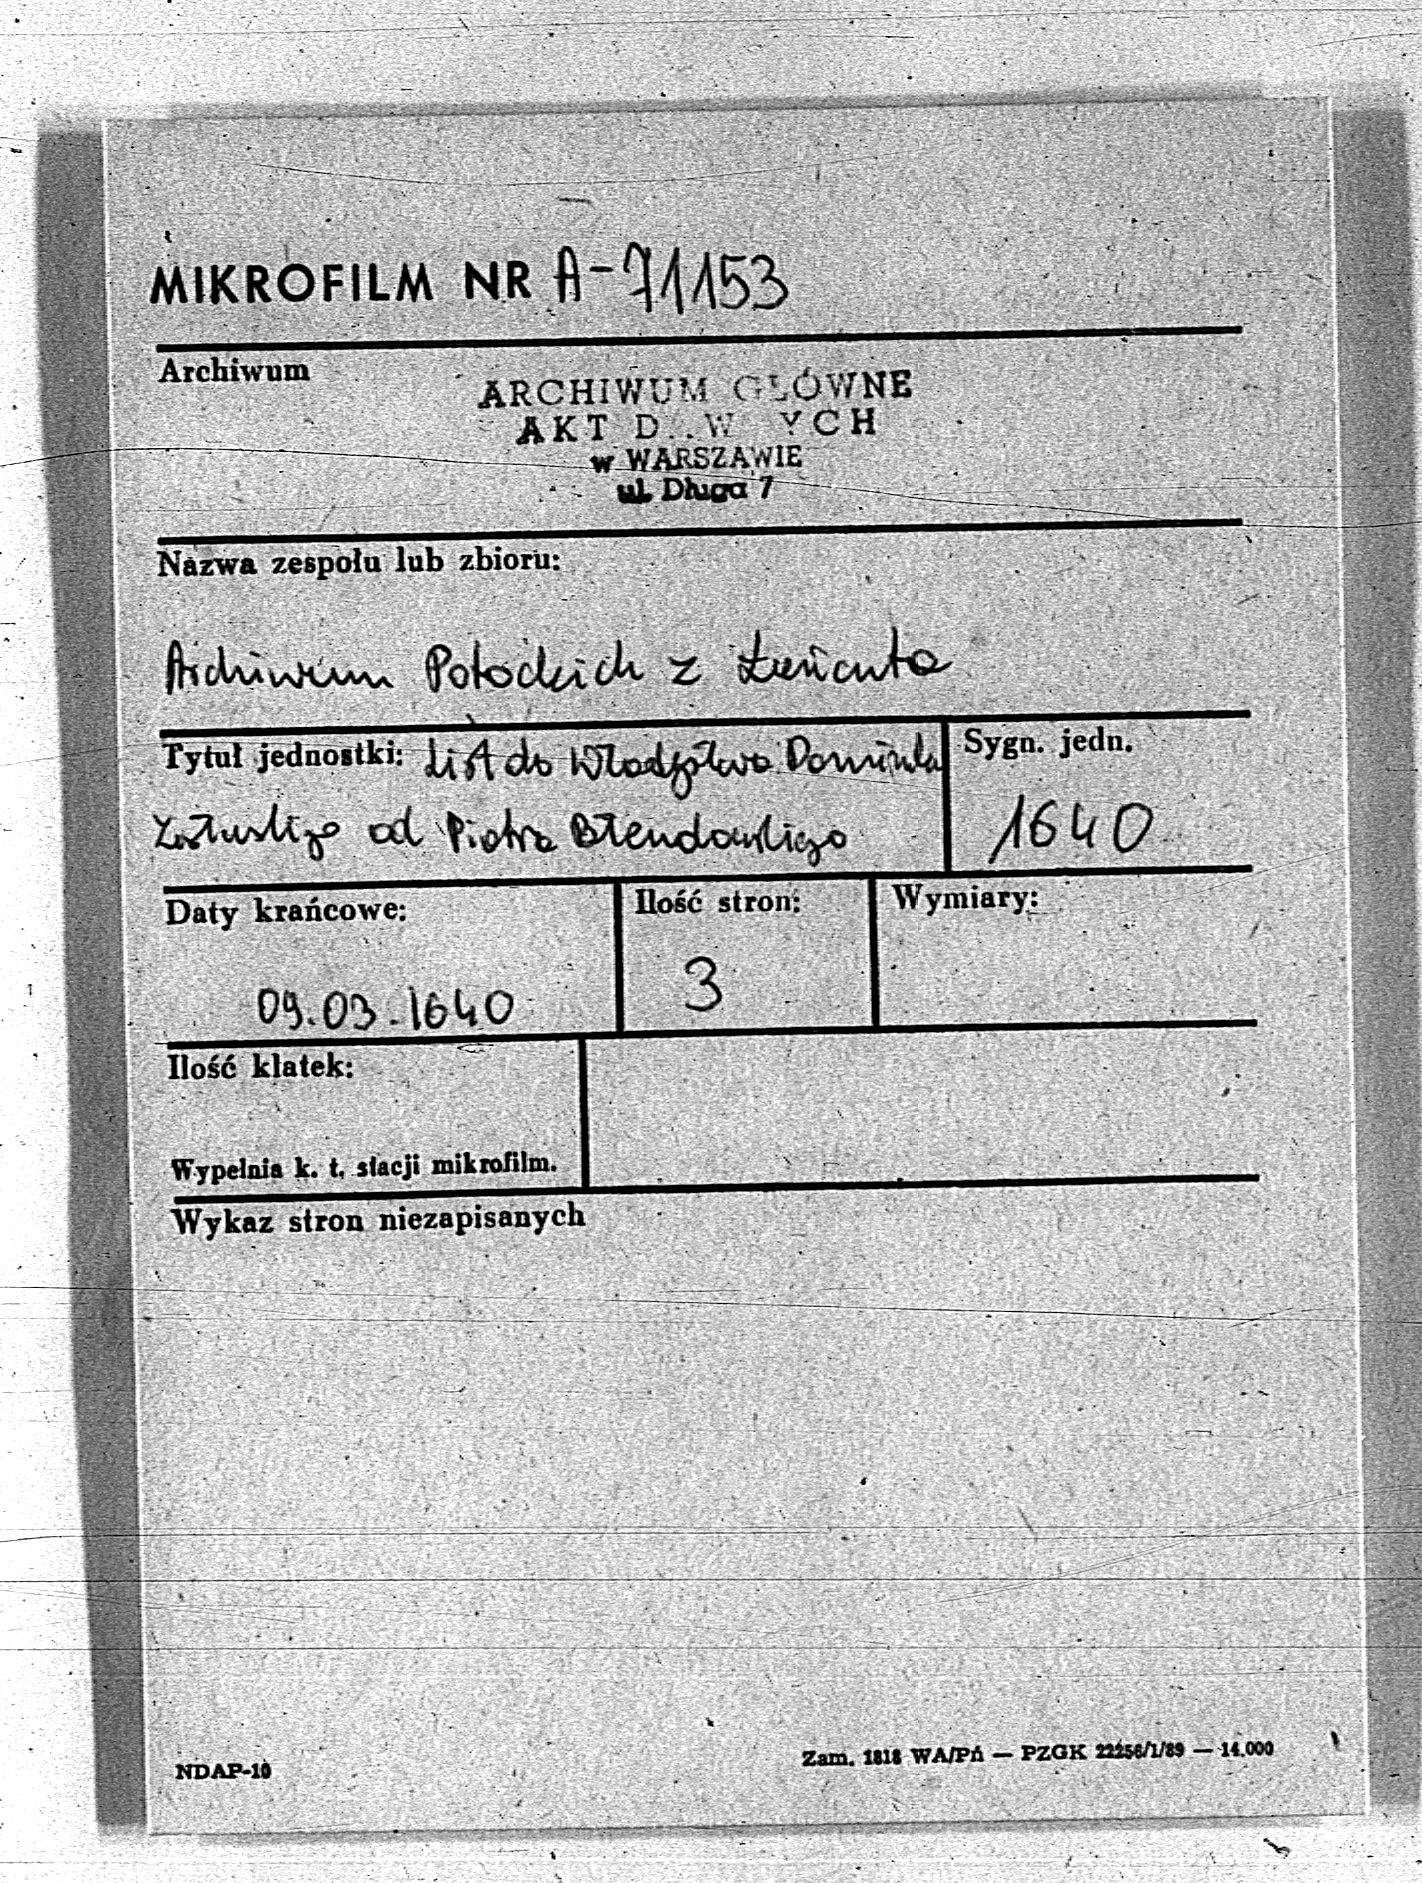 MIKROFILM NR A-71153
Archiwum
ARCHIWUM GŁÓWNE
AKT D..W YCH
w WARSZAWIE
ul. Długa 7
Nazwa zespołu lub zbioru:
Archiwum Potockich z Łańcuta
Tytuł jednostki: List do Władysława Dominika
Sygn. jedn.
Załuskiego od Piotra Błendowskiego
1640
Daty krańcowe:
Ilość stron:
Wymiary:
09.03.1640
3
Ilość klatek:
Wypełnia k. t. stacji mikrofilm.
Wykaz stron niezapisanych
NDAP-10
Zam. 1818 WA/Pń — PZGK 22256/1/89 — 14.000